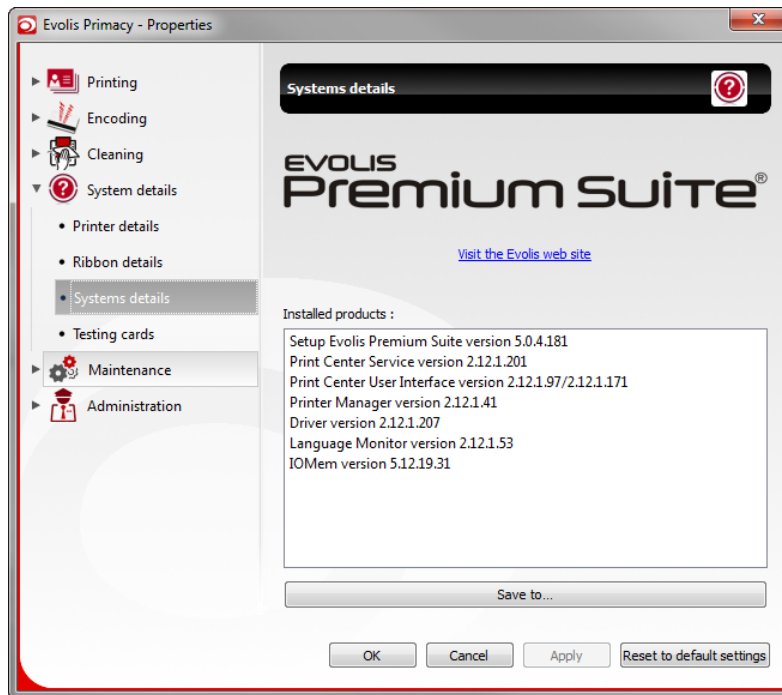 Evolis Primacy - Properties
Printing
Encoding
Cleaning
System details
Printer details
Ribbon details
Systems details
Testing cards
Maintenance
Administration
Systems details
EVOLIS
Premium Suite®
Visit the Evolis web site
Installed products :
Setup Evolis Premium Suite version 5.0.4.181
Print Center Service version 2.12.1.201
Print Center User Interface version 2.12.1.97/2.12.1.171
Printer Manager version 2.12.1.41
Driver version 2.12.1.207
Language Monitor version 2.12.1.53
IOMem version 5.12.19.31
Save to...
OK
Cancel
Apply
Reset to default settings